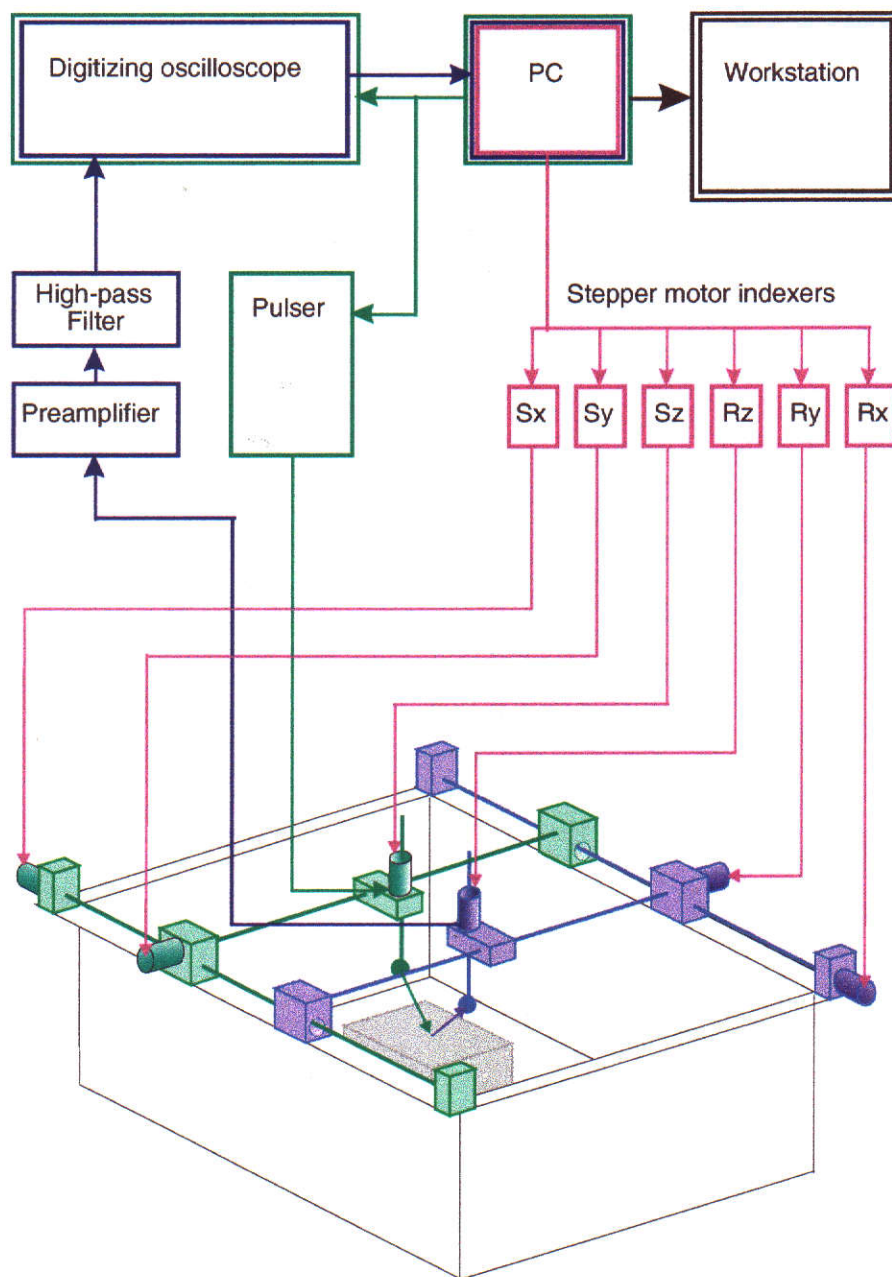 Digitizing oscilloscope
PC
Workstation
High-pass
Filter
Pulser
Stepper motor indexers
Preamplifier
Sx
Sy
Sz
Rz
Ry
Rx